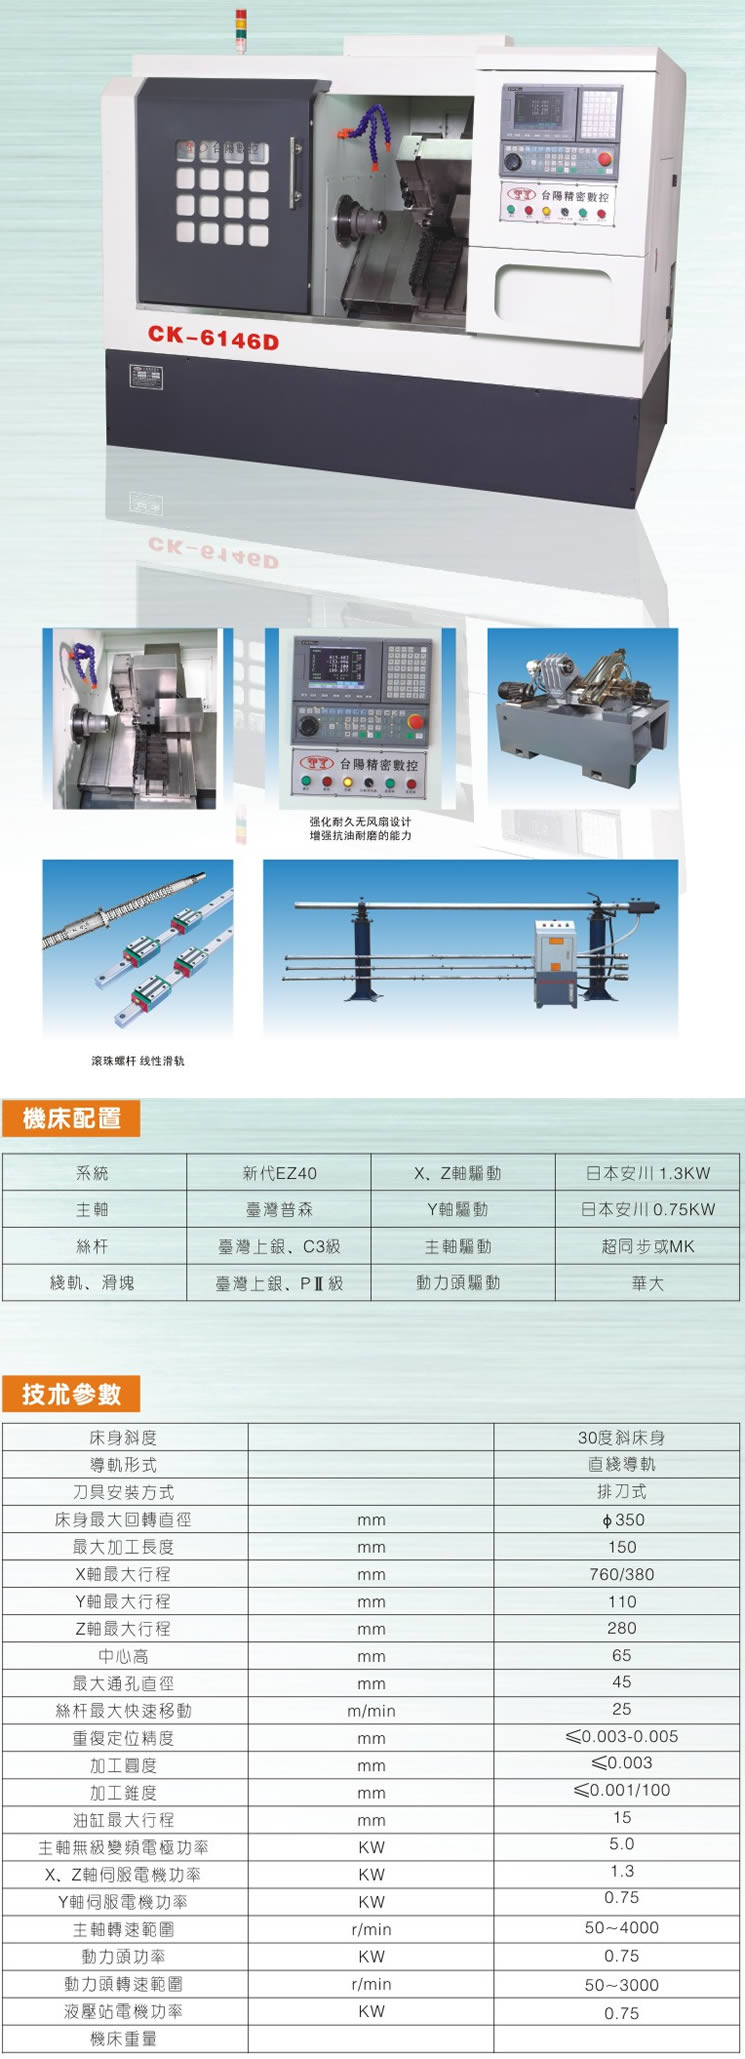 台陽數控
TY 台陽精密數控
CK-6146D
TY 台陽精密數控
强化耐久无风扇设计
增强抗油耐磨的能力
滚珠螺杆 线性滑轨
機床配置
系統 新代EZ40 X、Z軸驅動 日本安川 1.3KW
主軸 臺灣普森 Y軸驅動 日本安川 0.75KW
絲杆 臺灣上銀、C3級 主軸驅動 超同步或MK
綫軌、滑塊 臺灣上銀、PⅡ級 動力頭驅動 華大
技术參數
床身斜度 30度斜床身
導軌形式 直綫導軌
刀具安裝方式 排刀式
床身最大回轉直徑 mm ϕ350
最大加工長度 mm 150
X軸最大行程 mm 760/380
Y軸最大行程 mm 110
Z軸最大行程 mm 280
中心高 mm 65
最大通孔直徑 mm 45
絲杆最大快速移動 m/min 25
重復定位精度 mm ⩽0.003-0.005
加工圓度 mm ⩽0.003
加工錐度 mm ⩽0.001/100
油缸最大行程 mm 15
主軸無級變頻電極功率 KW 5.0
X、Z軸伺服電機功率 KW 1.3
Y軸伺服電機功率 KW 0.75
主軸轉速範圍 r/min 50~4000
動力頭功率 KW 0.75
動力頭轉速範圍 r/min 50~3000
液壓站電機功率 KW 0.75
機床重量